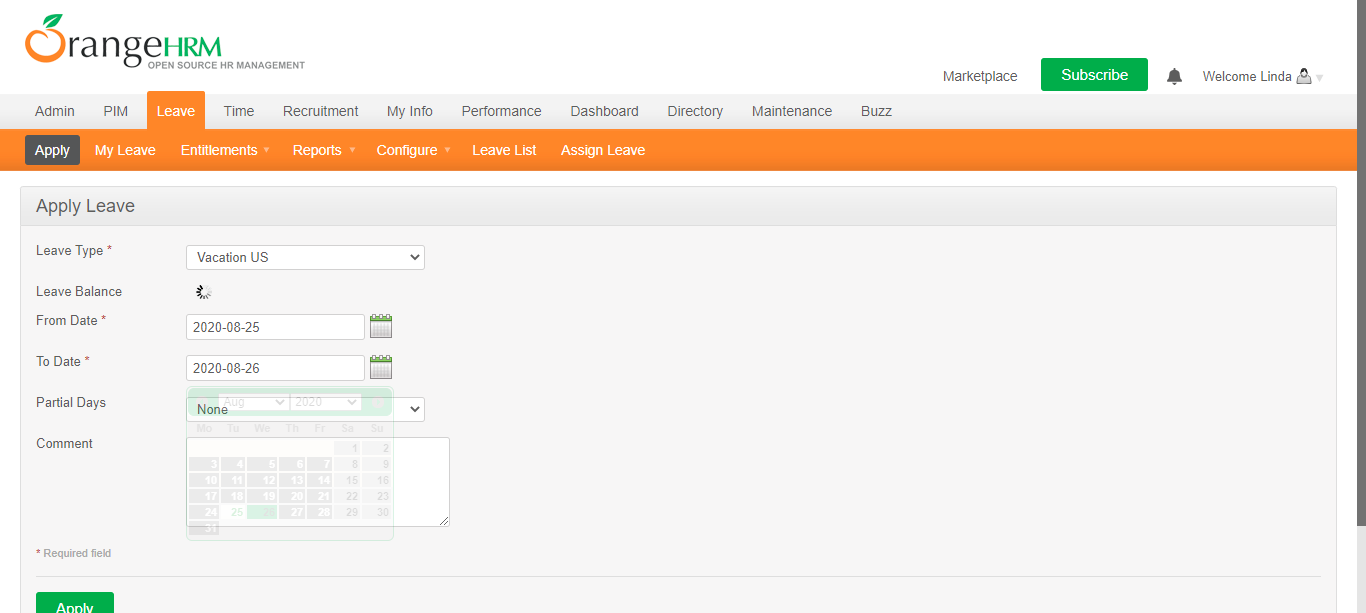 OrangeHRM
OPEN SOURCE HR MANAGEMENT
Marketplace Subscribe Welcome Linda
Admin PIM Leave Time Recruitment My Info Performance Dashboard Directory Maintenance Buzz
Apply My Leave Entitlements Reports Configure Leave List Assign Leave
Apply Leave
Leave Type * Vacation US
Leave Balance
From Date * 2020-08-25
To Date * 2020-08-26
Partial Days None
Aug 2020
Mo Tu We Th Fr Sa Su
Comment
1 2
3 4 5 6 7 8 9
10 11 12 13 14 15 16
17 18 19 20 21 22 23
24 25 26 27 28 29 30
31
* Required field
Apply